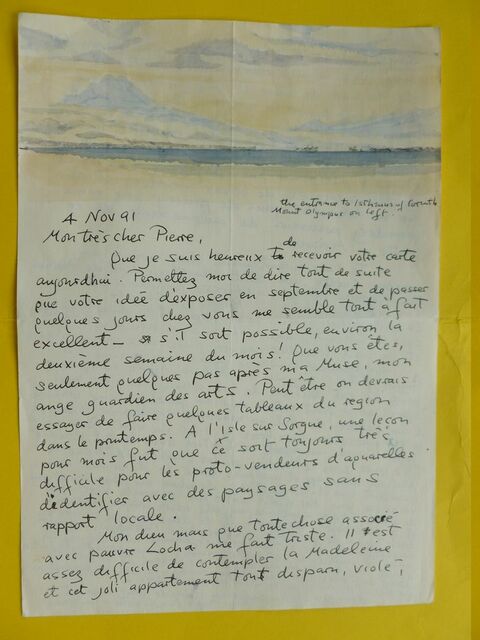 the entrance to Isthmus of Corinth
Mount Olympus on left.
4 Nov 91
Mon très cher Pierre,
Que je suis heureux de recevoir votre carte
aujourdhui. Permettez moi de dire tout de suite
que votre idée d'exposer en septembre et de passer
quelques jours chez vous me semble tout à fait
excellent - s'il soit possible, environ la
deuxième semaine du mois! Que vous êtes,
seulement quelques pas après ma Muse, mon
ange guardien des arts. Peut être on devrais
essayer de faire quelques tableaux du region
dans le printemps. A l'Isle sur Sorgue, une leçon
pour mois fut que ce soit toujours très
difficile pour les proto-vendeurs d'aquarelles
d'identifier avec des paysages sans
rapport locale.
Mon dieu mais que toute chose associé
avec pauvre Locha me fait triste. Il est
assez difficile de contempler la Madeleine
et cet joli appartement tout disparu, violé,